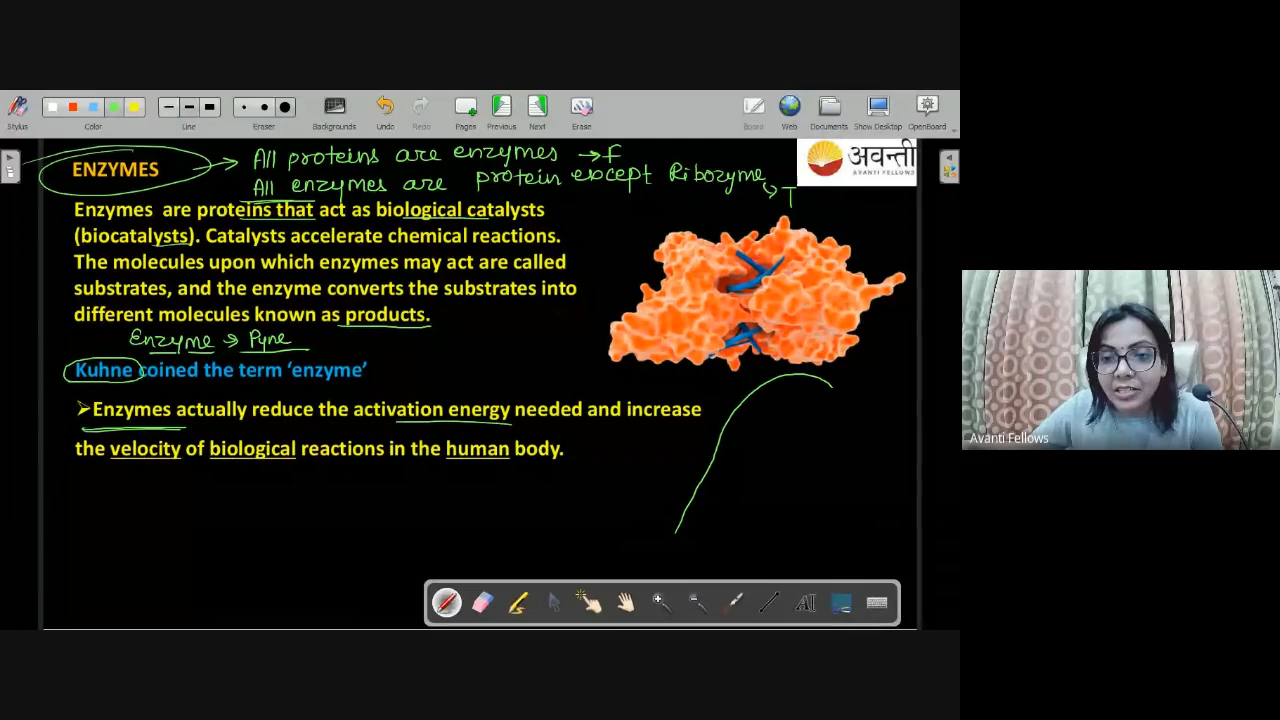 Stylus
Color
Line
Eraser
Backgrounds
Undo
Redo
Pages
Previous
Next
Erase
Board
Web
Documents
Show Desktop
OpenBoard
ENZYMES
All proteins are enzymes → F
All enzymes are protein except Ribozyme → T
अवन्ती
AVANTI FELLOWS
Enzymes are proteins that act as biological catalysts
(biocatalysts). Catalysts accelerate chemical reactions.
The molecules upon which enzymes may act are called
substrates, and the enzyme converts the substrates into
different molecules known as products.
Enzyme → Pyne
Kuhne coined the term ‘enzyme’
➢Enzymes actually reduce the activation energy needed and increase
the velocity of biological reactions in the human body.
Avanti Fellows
AI